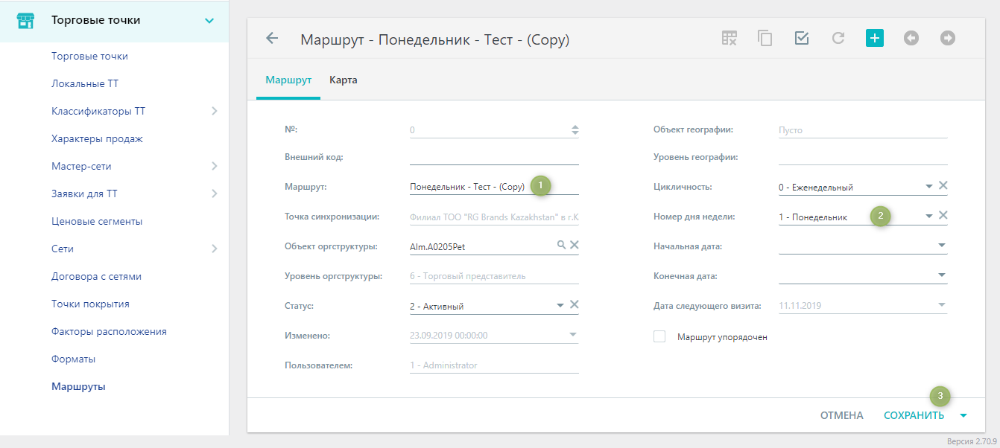 Торговые точки
Торговые точки
Локальные ТТ
Классификаторы ТТ
Характеры продаж
Мастер-сети
Заявки для ТТ
Ценовые сегменты
Сети
Договора с сетями
Точки покрытия
Факторы расположения
Форматы
Маршруты
Маршрут - Понедельник - Тест - (Copy)
Маршрут Карта
№: 0
Внешний код:
Маршрут: Понедельник - Тест - (Copy) 1
Точка синхронизации: Филиал ТОО "RG Brands Kazakhstan" в г.К
Объект оргструктуры: Alm.A0205Pet
Уровень оргструктуры: 6 - Торговый представитель
Статус: 2 - Активный
Изменено: 23.09.2019 00:00:00
Пользователем: 1 - Administrator
Объект географии: Пусто
Уровень географии:
Цикличность: 0 - Еженедельный
Номер дня недели: 1 - Понедельник 2
Начальная дата:
Конечная дата:
Дата следующего визита: 11.11.2019
Маршрут упорядочен
3
ОТМЕНА СОХРАНИТЬ
Версия 2.70.9